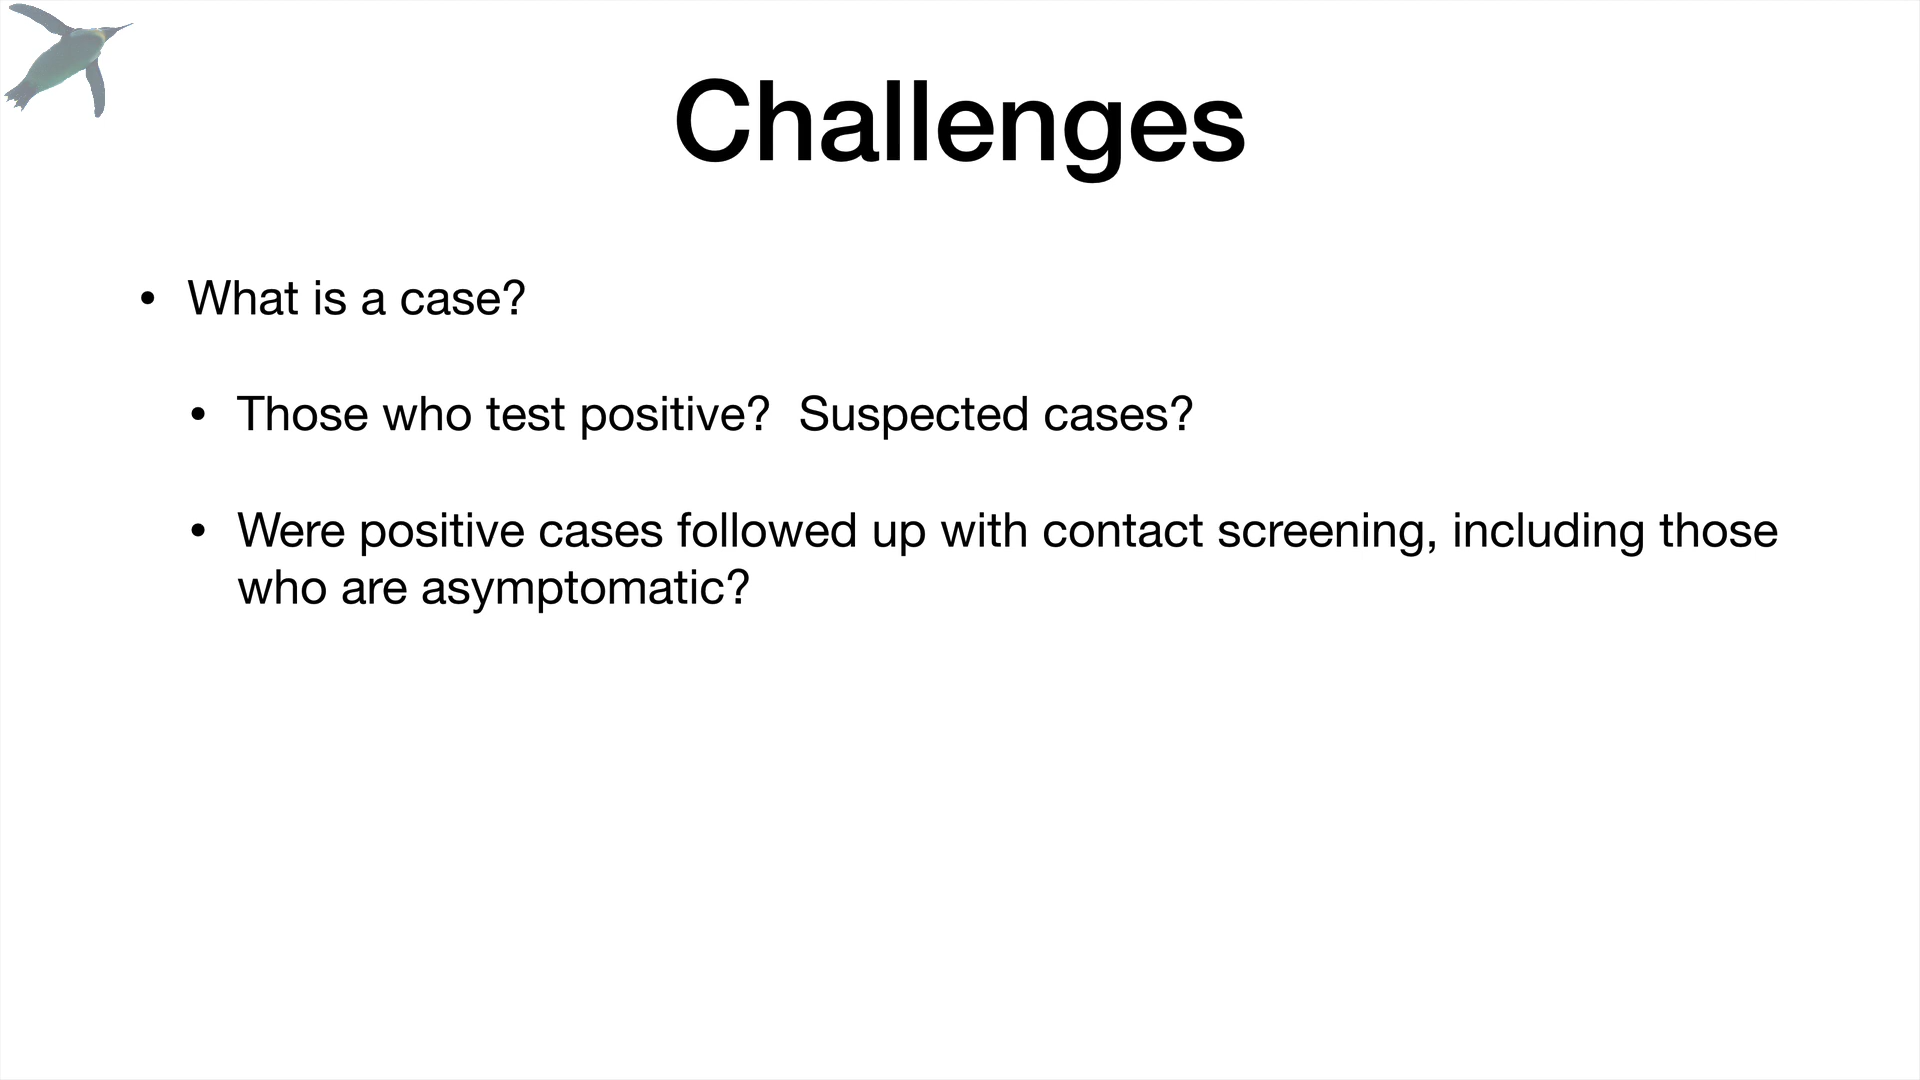 Challenges
• What is a case?
• Those who test positive?  Suspected cases?
• Were positive cases followed up with contact screening, including those
who are asymptomatic?